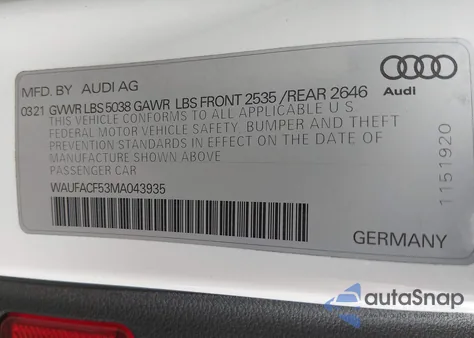 MFD. BY AUDI AG
Audi
03 21 GVWR LBS 5038 GAWR LBS FRONT 2535 /REAR 2646
THIS VEHICLE CONFORMS TO ALL APPLICABLE U S
FEDERAL MOTOR VEHICLE SAFETY, BUMPER AND THEFT
PREVENTION STANDARDS IN EFFECT ON THE DATE OF
MANUFACTURE SHOWN ABOVE
PASSENGER CAR
WAUFACF53MA043935
1151920
GERMANY
autoSnap